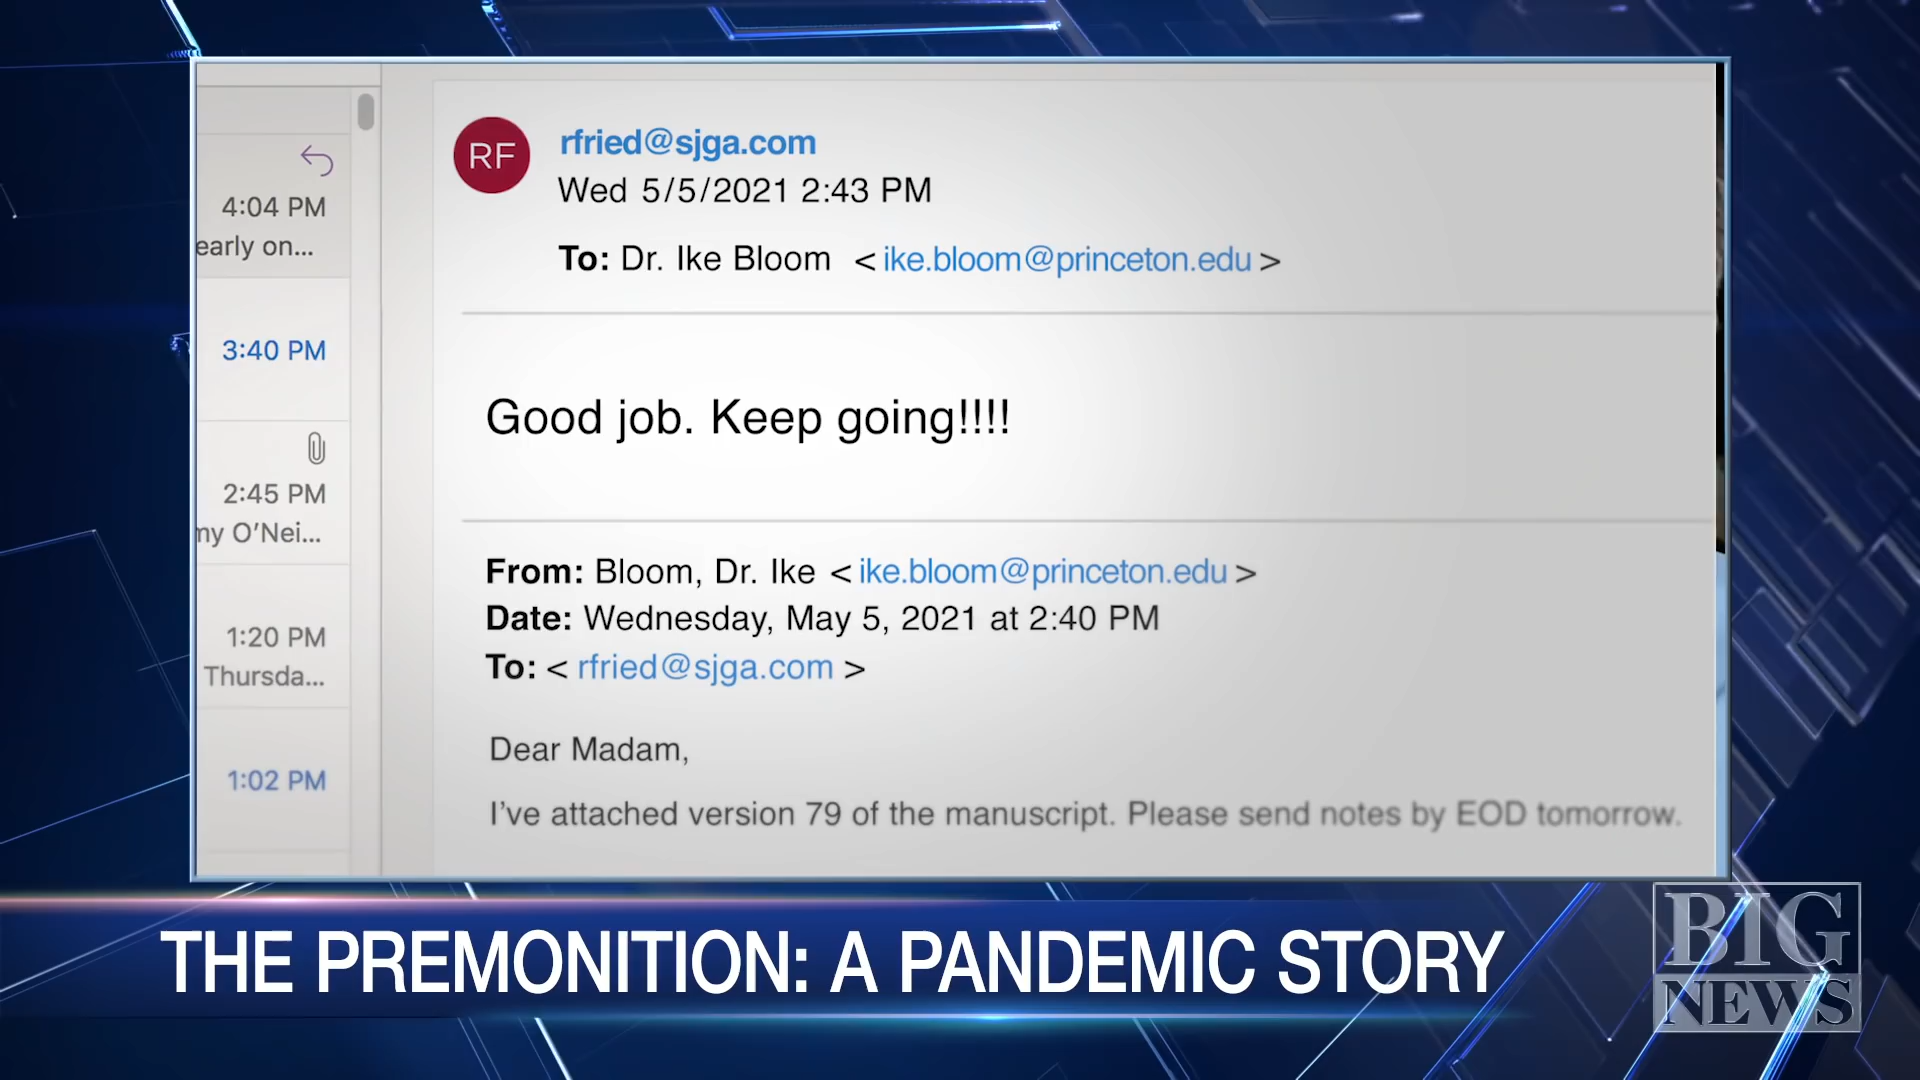 RF
rfried@sjga.com
Wed 5/5/2021 2:43 PM
To: Dr. Ike Bloom <ike.bloom@princeton.edu>
4:04 PM
early on...
3:40 PM
2:45 PM
ny O’Nei...
1:20 PM
Thursda...
1:02 PM
Good job. Keep going!!!!
From: Bloom, Dr. Ike <ike.bloom@princeton.edu>
Date: Wednesday, May 5, 2021 at 2:40 PM
To: < rfried@sjga.com >
Dear Madam,
I’ve attached version 79 of the manuscript. Please send notes by EOD tomorrow.
THE PREMONITION: A PANDEMIC STORY
BIG
NEWS